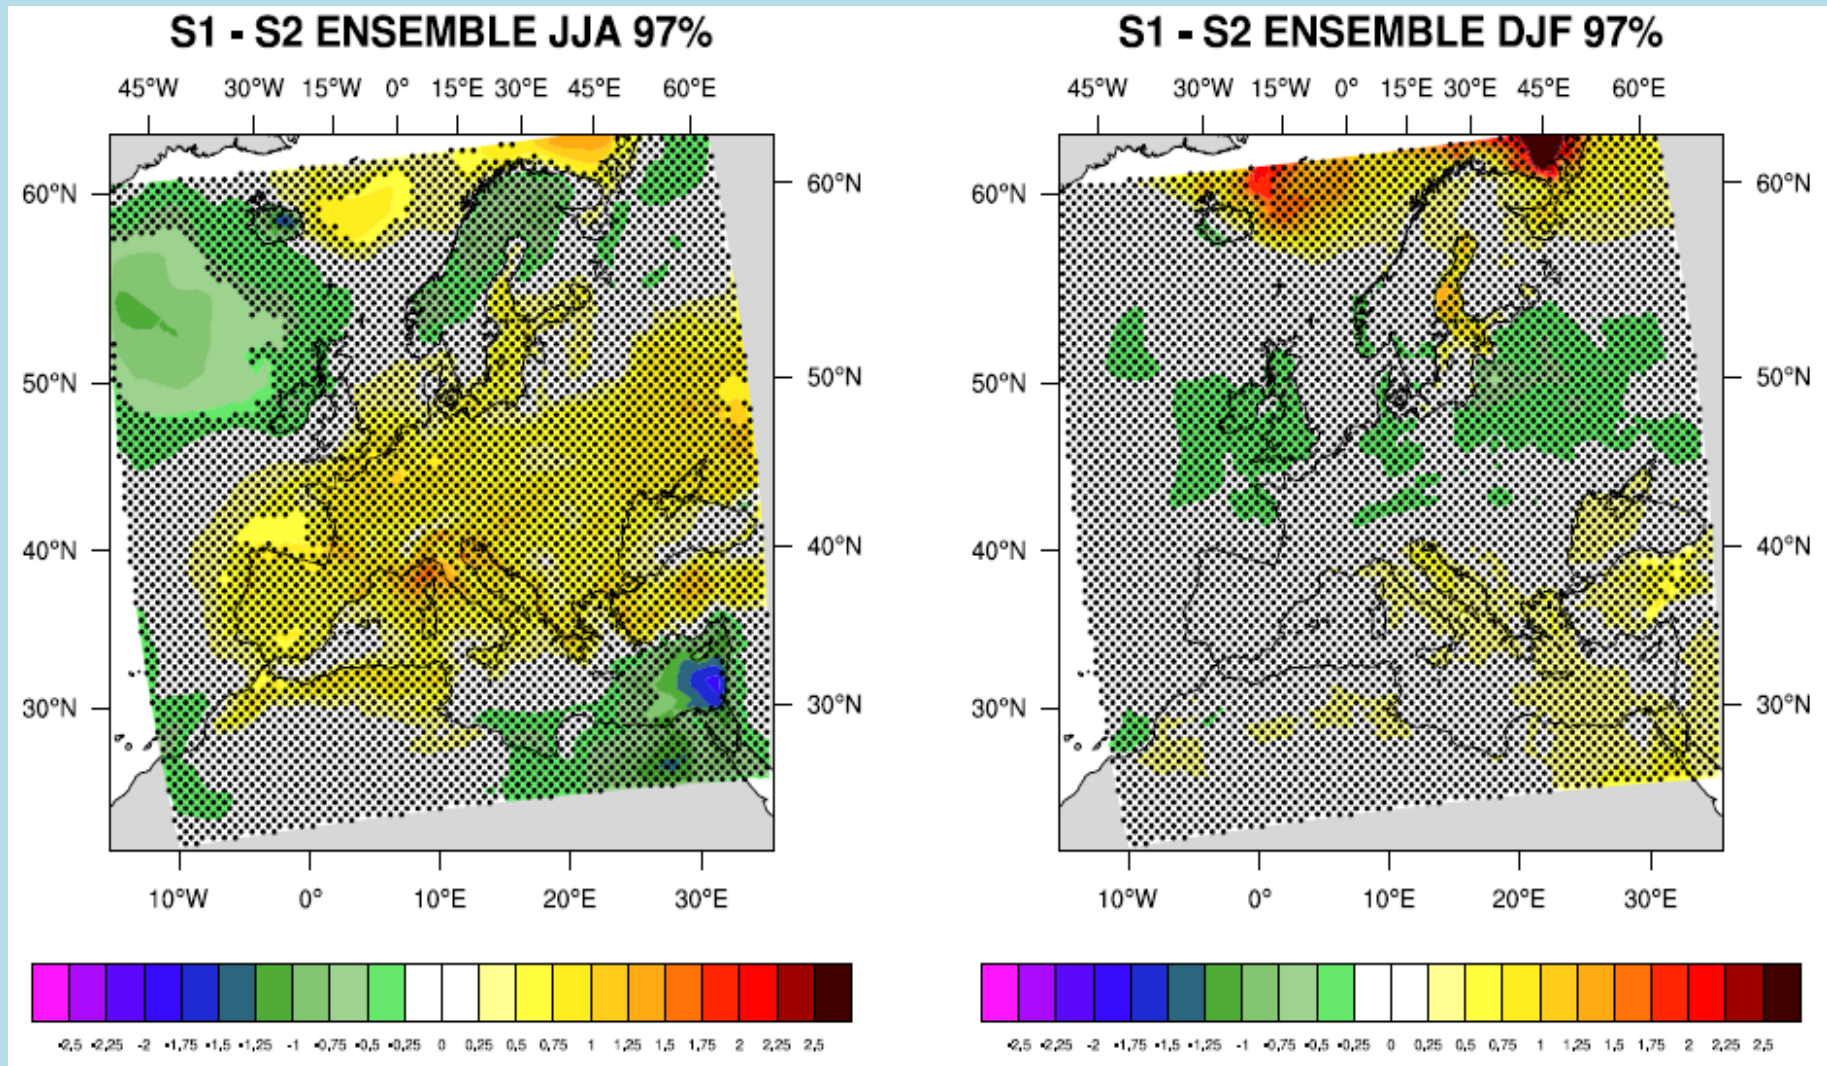 S1 - S2 ENSEMBLE JJA 97%
45°W 30°W 15°W 0° 15°E 30°E 45°E 60°E
60°N 60°N
50°N 50°N
40°N 40°N
30°N 30°N
10°W 0° 10°E 20°E 30°E
-2,5 -2,25 -2 -1,75 -1,5 -1,25 -1 -0,75 -0,5 -0,25 0 0,25 0,5 0,75 1 1,25 1,5 1,75 2 2,25 2,5
S1 - S2 ENSEMBLE DJF 97%
45°W 30°W 15°W 0° 15°E 30°E 45°E 60°E
60°N 60°N
50°N 50°N
40°N 40°N
30°N 30°N
10°W 0° 10°E 20°E 30°E
-2,5 -2,25 -2 -1,75 -1,5 -1,25 -1 -0,75 -0,5 -0,25 0 0,25 0,5 0,75 1 1,25 1,5 1,75 2 2,25 2,5